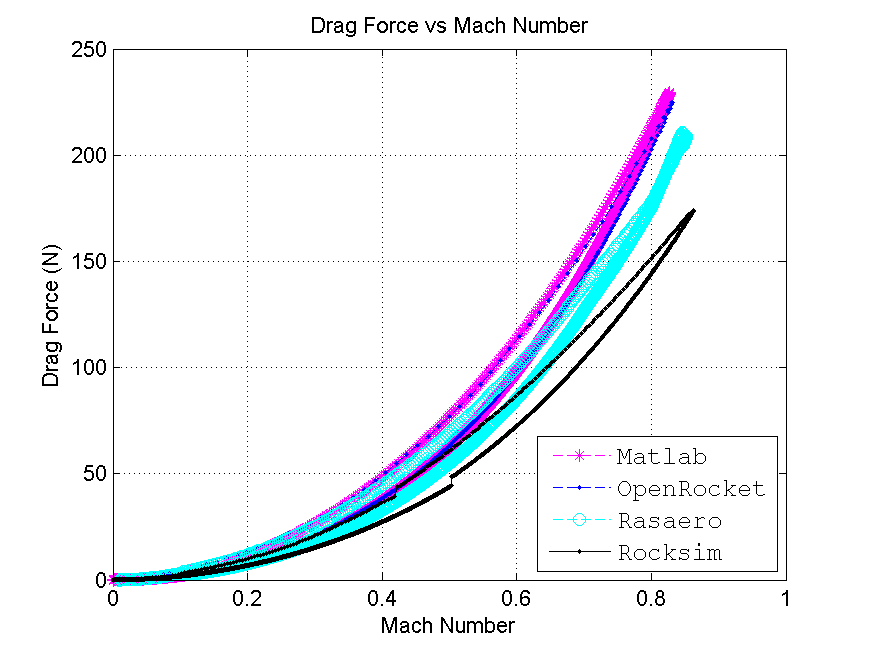 Drag Force vs Mach Number
250
200
150
100
50
0
Drag Force (N)
0
0.2
0.4
0.6
0.8
1
Mach Number
Matlab
OpenRocket
Rasaero
Rocksim